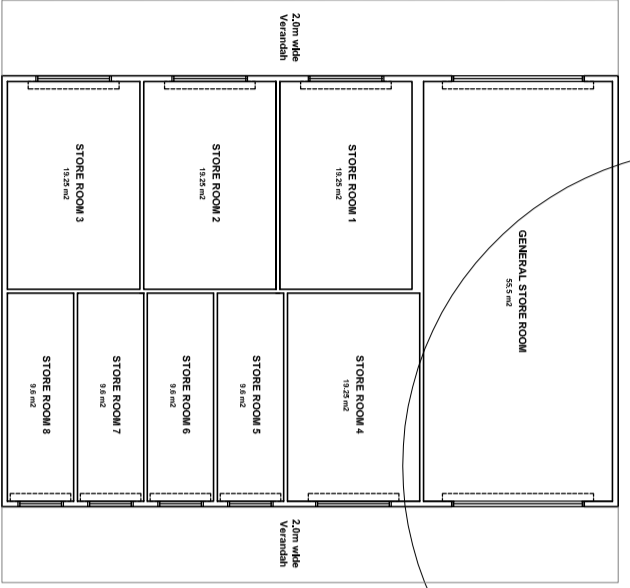 2.0m wide
Verandah
STORE ROOM 3
19.25 m2
STORE ROOM 2
19.25 m2
STORE ROOM 1
19.25 m2
GENERAL STORE ROOM
55.5 m2
STORE ROOM 8
9.6 m2
STORE ROOM 7
9.6 m2
STORE ROOM 6
9.6 m2
STORE ROOM 5
9.6 m2
STORE ROOM 4
19.25 m2
2.0m wide
Verandah